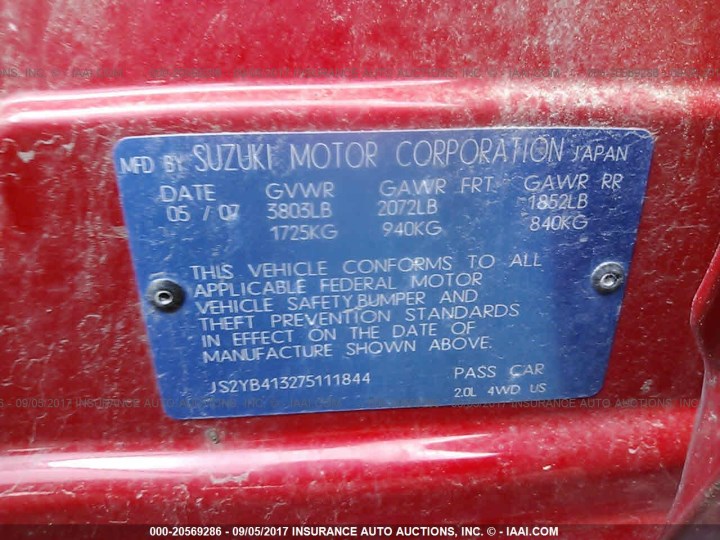 MFD BY SUZUKI MOTOR CORPORATION JAPAN
DATE GVWR GAWR FRT GAWR RR
05 / 07 3803LB 2072LB 1852LB
1725KG 940KG 840KG
THIS VEHICLE CONFORMS TO ALL
APPLICABLE FEDERAL MOTOR
VEHICLE SAFETY,BUMPER AND
THEFT PREVENTION STANDARDS
IN EFFECT ON THE DATE OF
MANUFACTURE SHOWN ABOVE.
JS2YB413275111844 PASS CAR
2.0L 4WD US
000-20569286 - 09/05/2017 INSURANCE AUTO AUCTIONS, INC. - IAAI.COM